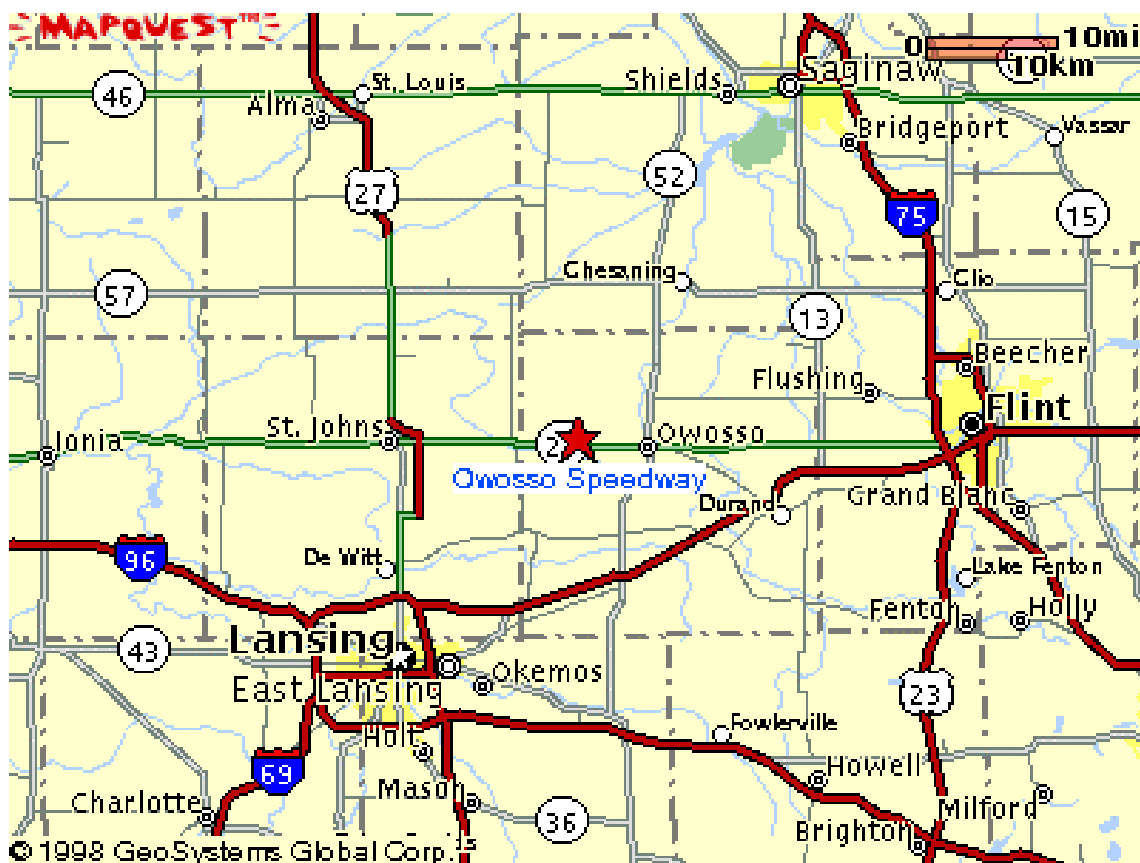 MAPQUEST™
0 10mi
10km
46
St. Louis
Shields
Saginaw
Alma
Bridgeport
Vassar
27
52
75
15
Chesaning
Clio
57
13
Beecher
Flushing
Flint
Ionia
St. Johns
Owosso
Owosso Speedway
Durand
Grand Blanc
96
De Witt
Lake Fenton
Fenton
Holly
43
Lansing
Okemos
East Lansing
23
Fowlerville
Holt
69
Howell
Charlotte
Mason
Milford
36
Brighton
© 1998 GeoSystems Global Corp.